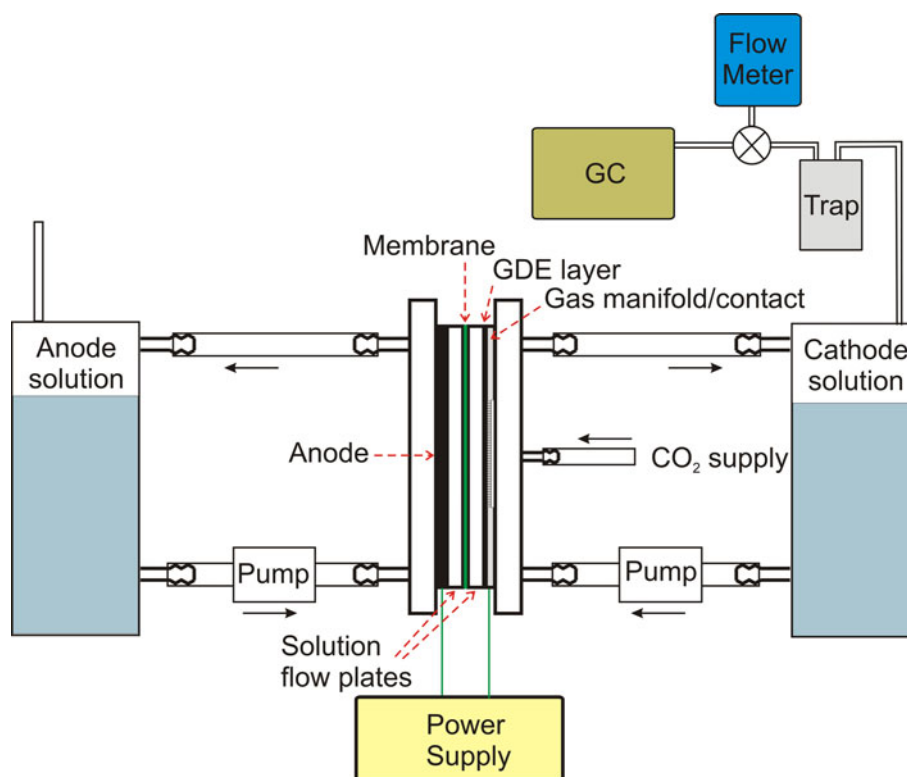 Flow
Meter
GC
Trap
Membrane
GDE layer
Gas manifold/contact
Anode
solution
Cathode
solution
Anode
CO₂ supply
Pump
Pump
Solution
flow plates
Power
Supply